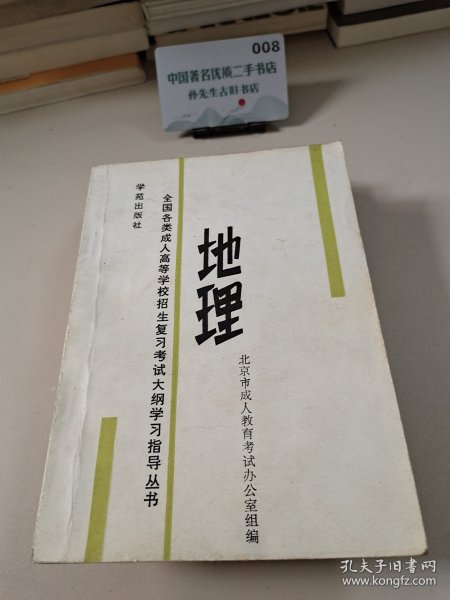 008
中国著名优质二手书店
孙先生古旧书店
学苑出版社
全国各类成人高等学校招生复习考试大纲学习指导丛书
地理
北京市成人教育考试办公室组编
孔夫子旧书网
www.kongfz.com